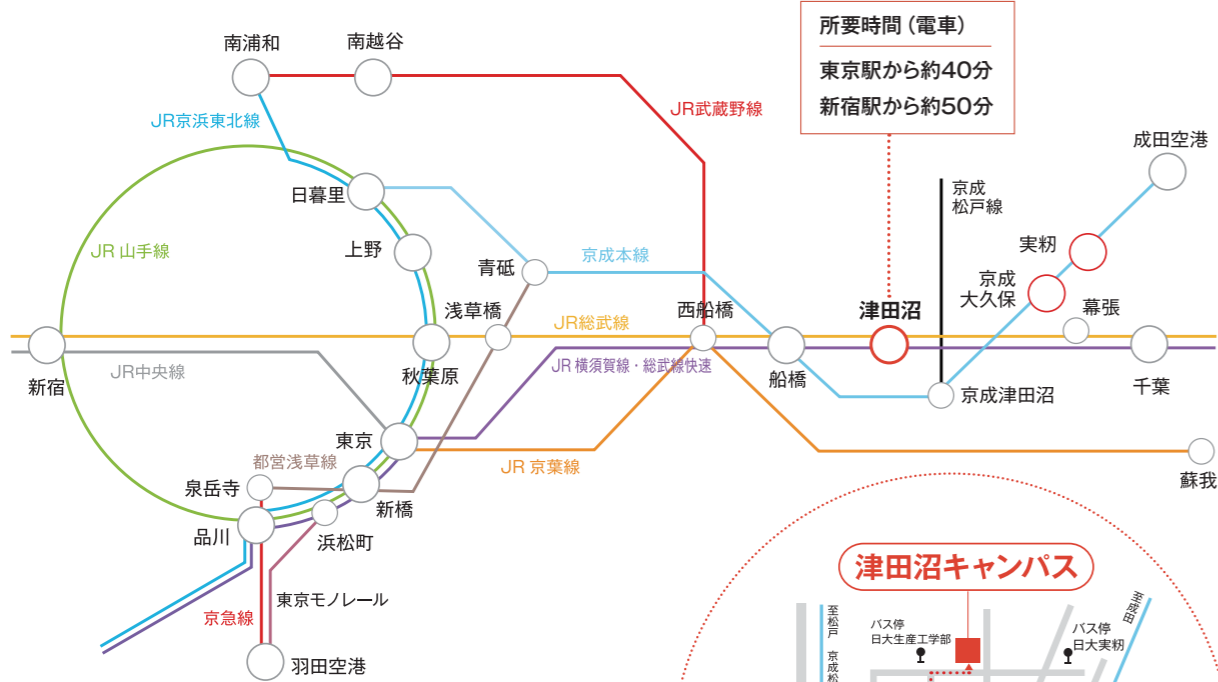 所要時間（電車）
東京駅から約40分
新宿駅から約50分
南浦和
南越谷
JR武蔵野線
JR京浜東北線
成田空港
日暮里
京成
松戸線
JR 山手線
上野
実籾
京成本線
青砥
京成
大久保
浅草橋
西船橋
津田沼
幕張
JR総武線
JR中央線
新宿
秋葉原
JR 横須賀線・総武線快速
船橋
千葉
京成津田沼
東京
都営浅草線
JR 京葉線
蘇我
泉岳寺
新橋
品川
浜松町
東京モノレール
京急線
羽田空港
津田沼キャンパス
至松戸
京成松
バス停
日大生産工学部
バス停
日大実籾
至成田